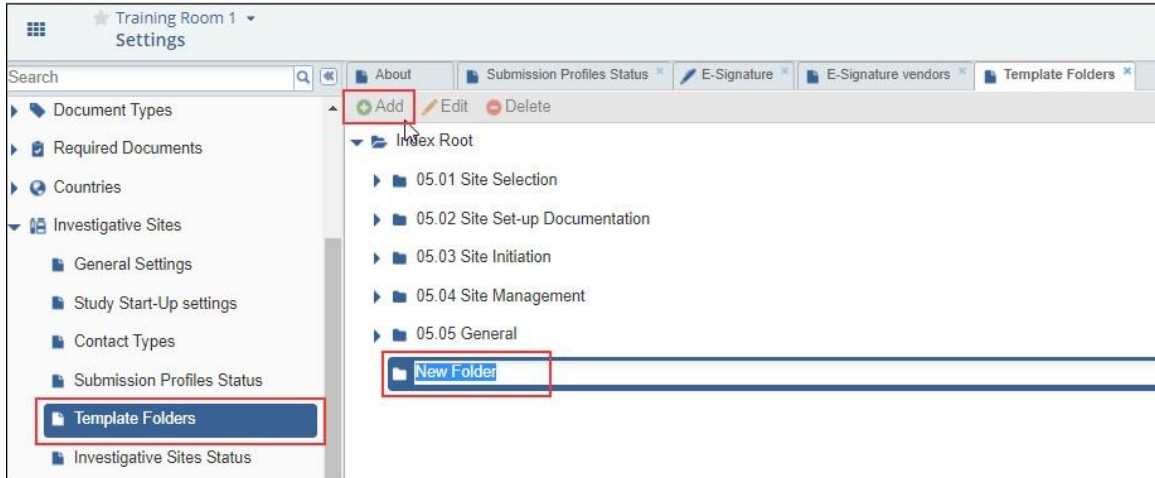 Training Room 1
Settings
Search
Document Types
Required Documents
Countries
Investigative Sites
General Settings
Study Start-Up settings
Contact Types
Submission Profiles Status
Template Folders
Investigative Sites Status
About
Submission Profiles Status
E-Signature
E-Signature vendors
Template Folders
Add
Edit
Delete
Index Root
05.01 Site Selection
05.02 Site Set-up Documentation
05.03 Site Initiation
05.04 Site Management
05.05 General
New Folder